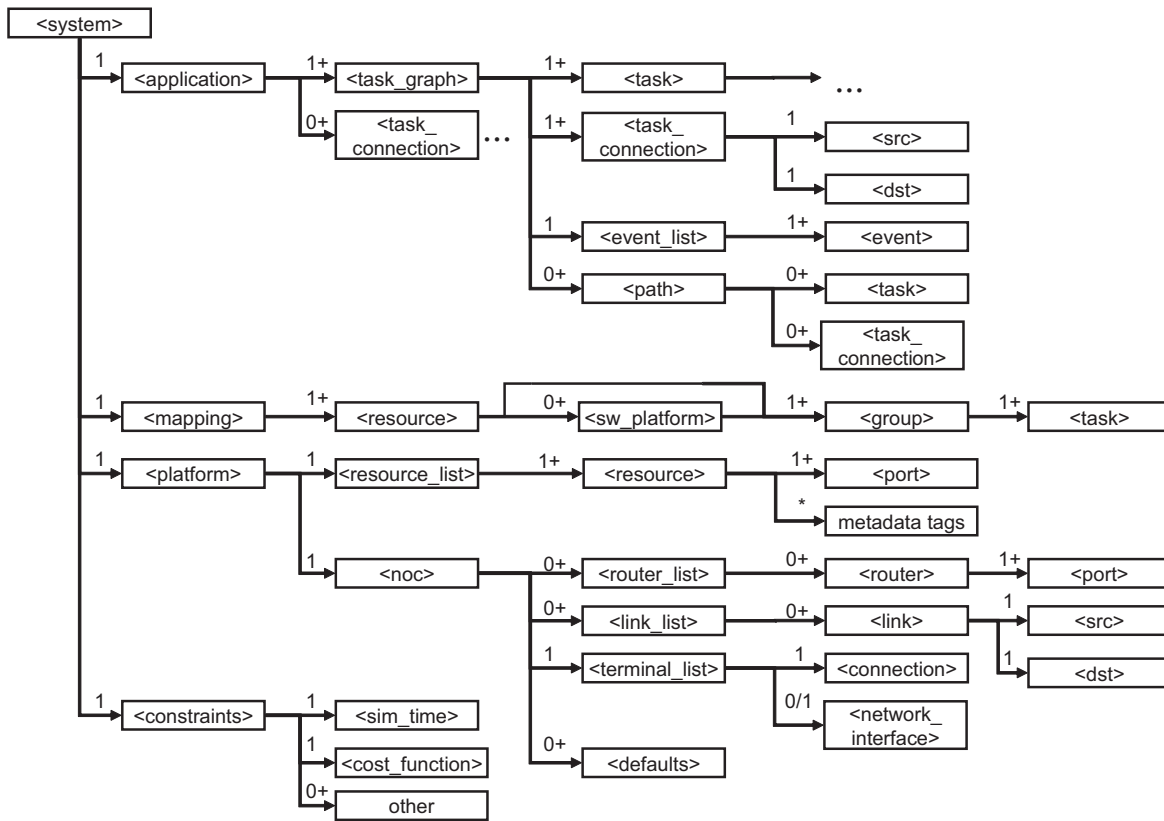 <system>
1 <application> 1+ <task_graph> 1+ <task> ...
0+ <task_
connection> ... 1+ <task_
connection> 1 <src>
1 <dst>
1 <event_list> 1+ <event>
0+ <path> 0+ <task>
0+ <task_
connection>
1 <mapping> 1+ <resource> 0+ <sw_platform> 1+ <group> 1+ <task>
1 <platform> 1 <resource_list> 1+ <resource> 1+ <port>
* metadata tags
1 <noc> 0+ <router_list> 0+ <router> 1+ <port>
0+ <link_list> 0+ <link> 1 <src>
1 <dst>
1 <terminal_list> 1 <connection>
0/1 <network_
interface>
0+ <defaults>
1 <constraints> 1 <sim_time>
1 <cost_function>
0+ other